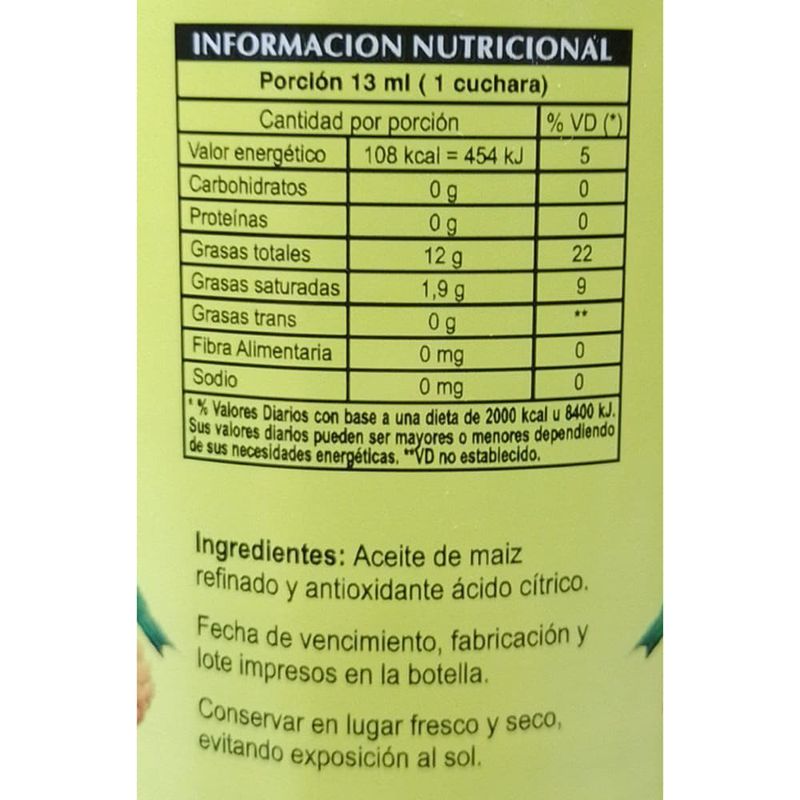 INFORMACION NUTRICIONAL
Porción 13 ml ( 1 cuchara)
Cantidad por porción % VD (*)
Valor energético 108 kcal = 454 kJ 5
Carbohidratos 0 g 0
Proteínas 0 g 0
Grasas totales 12 g 22
Grasas saturadas 1,9 g 9
Grasas trans 0 g **
Fibra Alimentaria 0 mg 0
Sodio 0 mg 0
* % Valores Diarios con base a una dieta de 2000 kcal u 8400 kJ.
Sus valores diarios pueden ser mayores o menores dependiendo
de sus necesidades energéticas. **VD no establecido.
Ingredientes: Aceite de maiz
refinado y antioxidante ácido cítrico.
Fecha de vencimiento, fabricación y
lote impresos en la botella.
Conservar en lugar fresco y seco,
evitando exposición al sol.